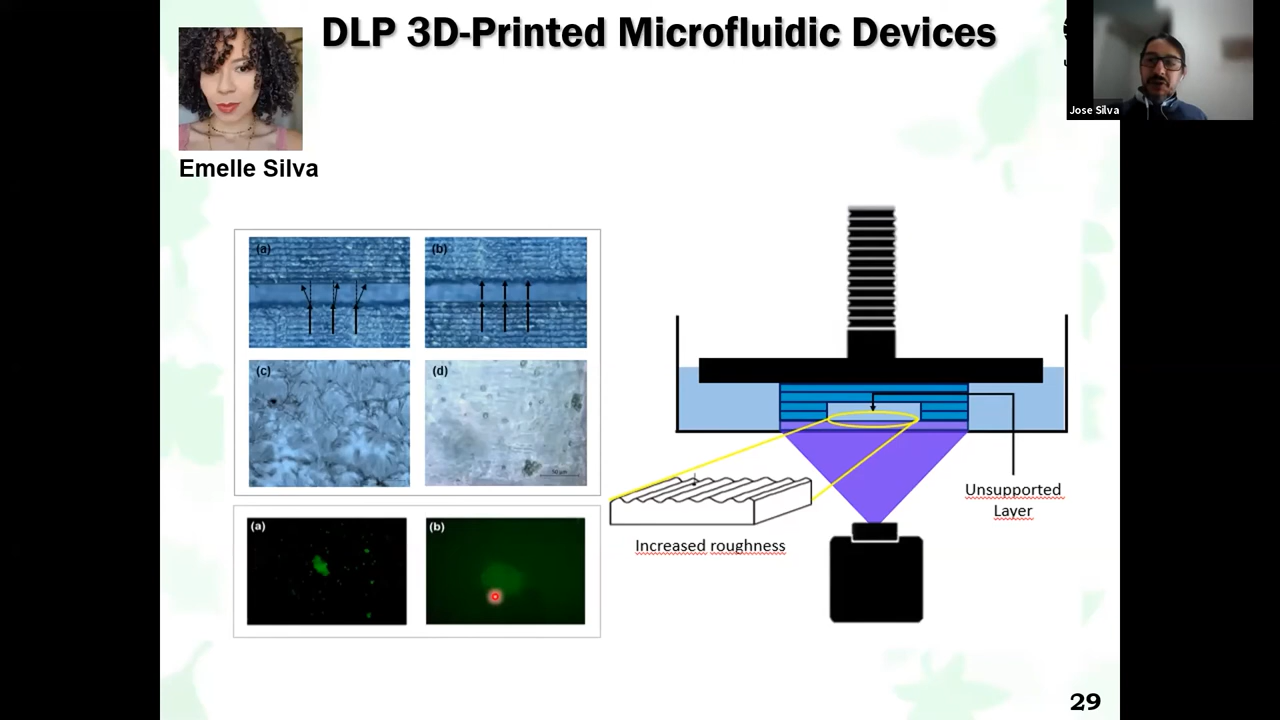 DLP 3D-Printed Microfluidic Devices
Jose Silva
Emelle Silva
(a)
(b)
(c)
(d)
(a)
(b)
Unsupported
Layer
Increased roughness
29